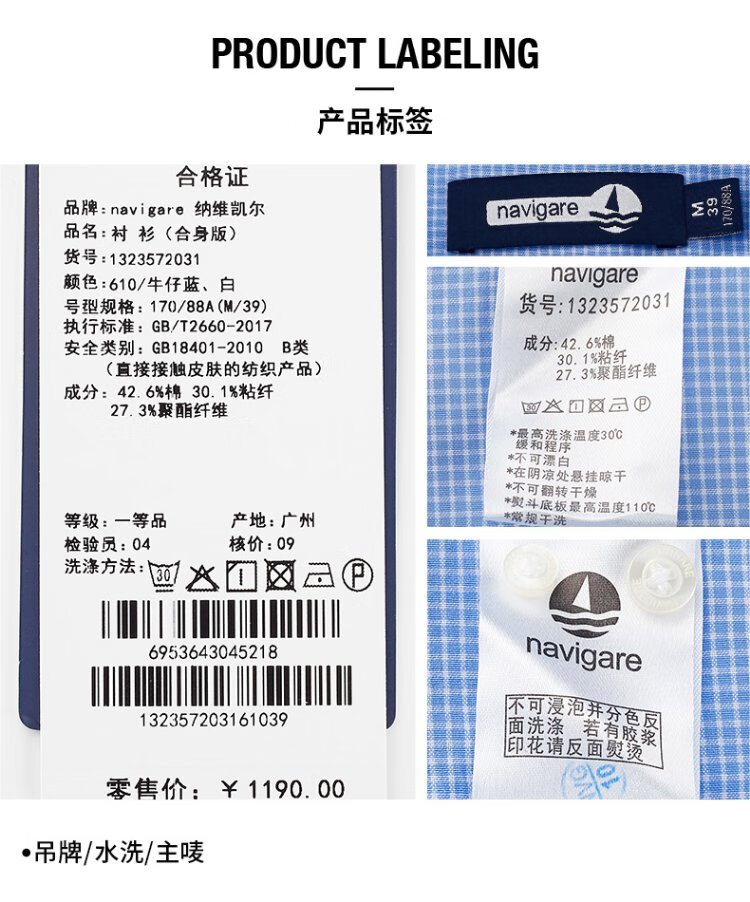 PRODUCT LABELING
产品标签
合格证
品牌:navigare 纳维凯尔
品名:衬 衫(合身版)
货号:1323572031
颜色:610/牛仔蓝、白
号型规格:170/88A(M/39)
执行标准:GB/T2660-2017
安全类别:GB18401-2010 B类
(直接接触皮肤的纺织产品)
成分:42.6%棉 30.1%粘纤
27.3%聚酯纤维
等级:一等品 产地:广州
检验员:04 核价:09
洗涤方法:
30
P
6953643045218
132357203161039
零售价:¥1190.00
navigare
M
39
170/88A
navigare
货号:1323572031
成分:42.6%棉
30.1%粘纤
27.3%聚酯纤维
*最高洗涤温度30℃
缓和程序
*不可漂白
*在阴凉处悬挂晾干
*不可翻转干燥
*熨斗底板最高温度110℃
*常规干洗
navigare
不可浸泡并分色反
面洗涤 若有胶浆
印花请反面熨烫
10
•吊牌/水洗/主唛